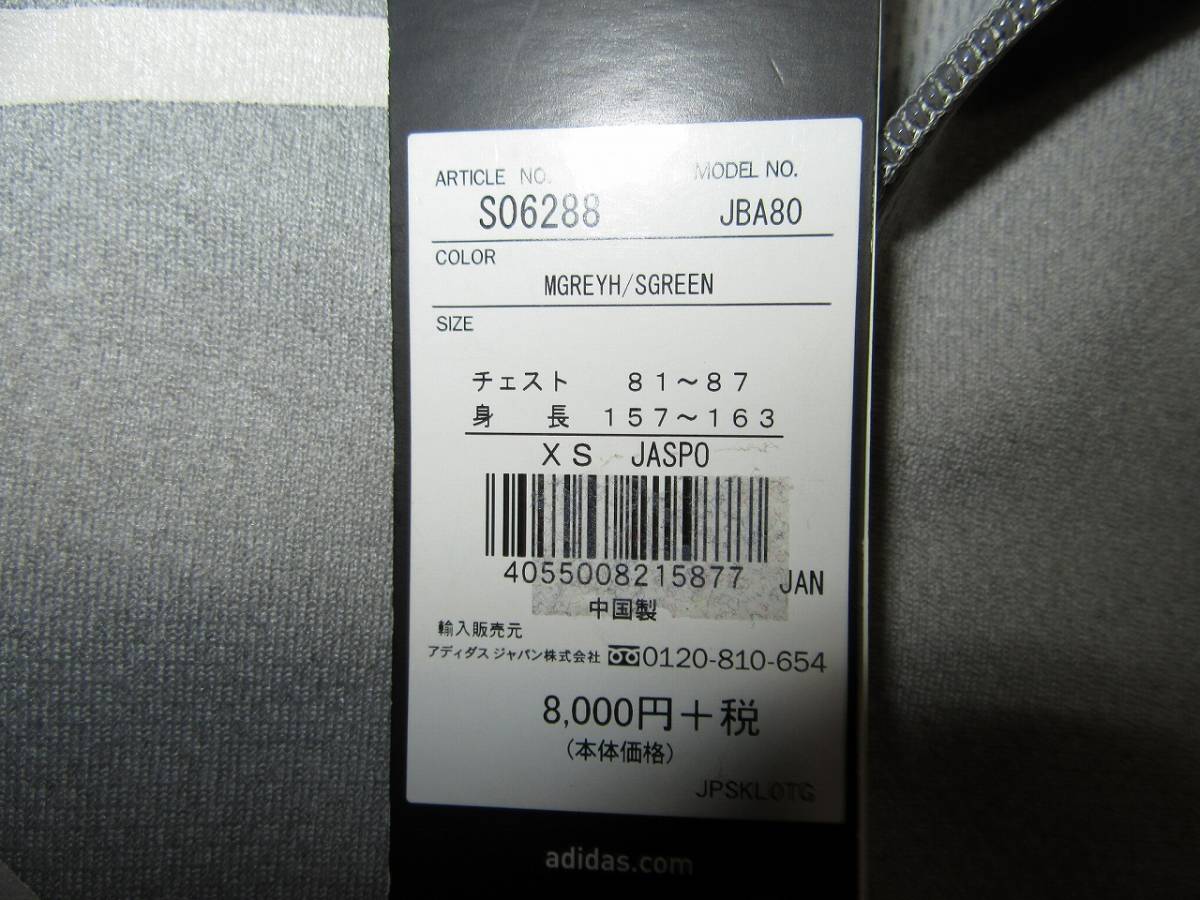 ARTICLE NO. MODEL NO.
S06288 JBA80
COLOR
MGREYH/SGREEN
SIZE
チェスト 81～87
身 長 157～163
XS JASPO
4055008215877 JAN
中国製
輸入販売元
アディダス ジャパン株式会社 0120-810-654
8,000円＋税
(本体価格)
JPSKLOTG
adidas.com